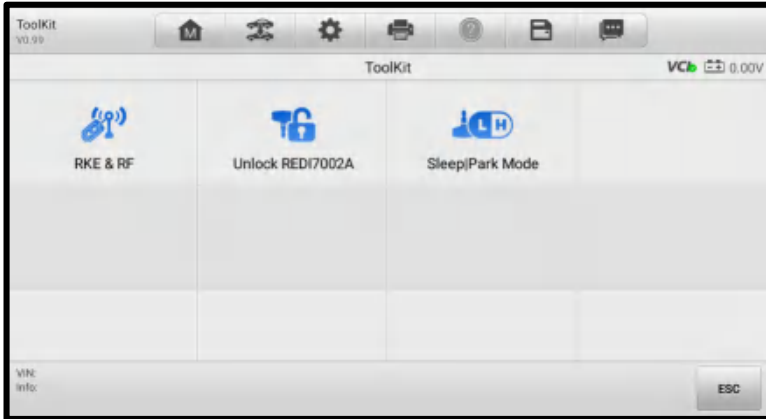 ToolKit
V0.99
M
ToolKit
VCI
0.00V
RKE & RF
Unlock REDI7002A
Sleep|Park Mode
L H
VIN:
Info:
ESC